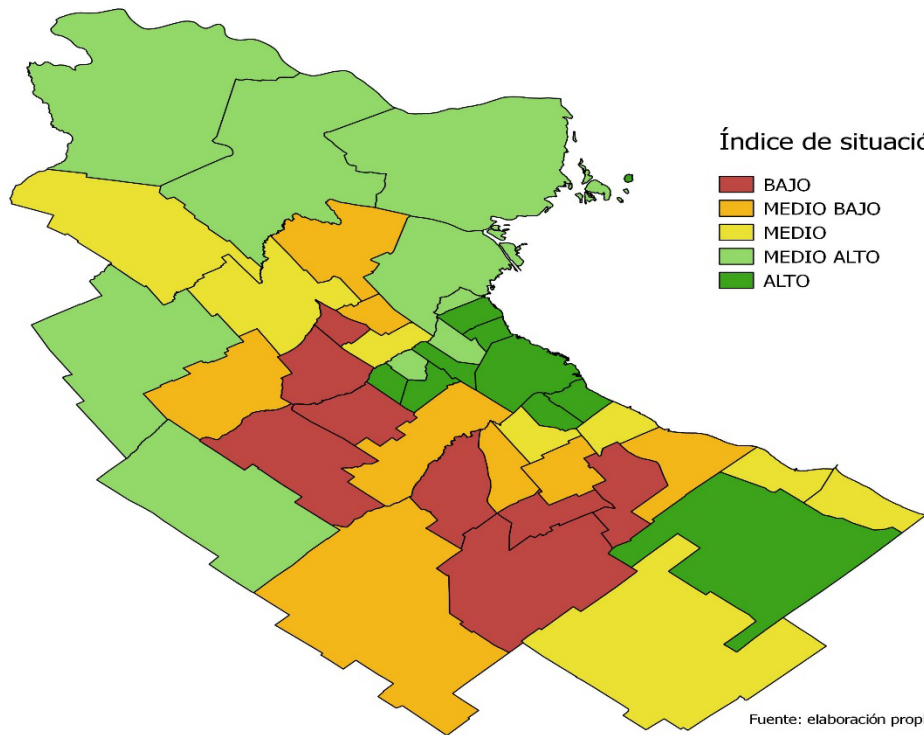 Índice de situació
BAJO
MEDIO BAJO
MEDIO
MEDIO ALTO
ALTO
Fuente: elaboración prop